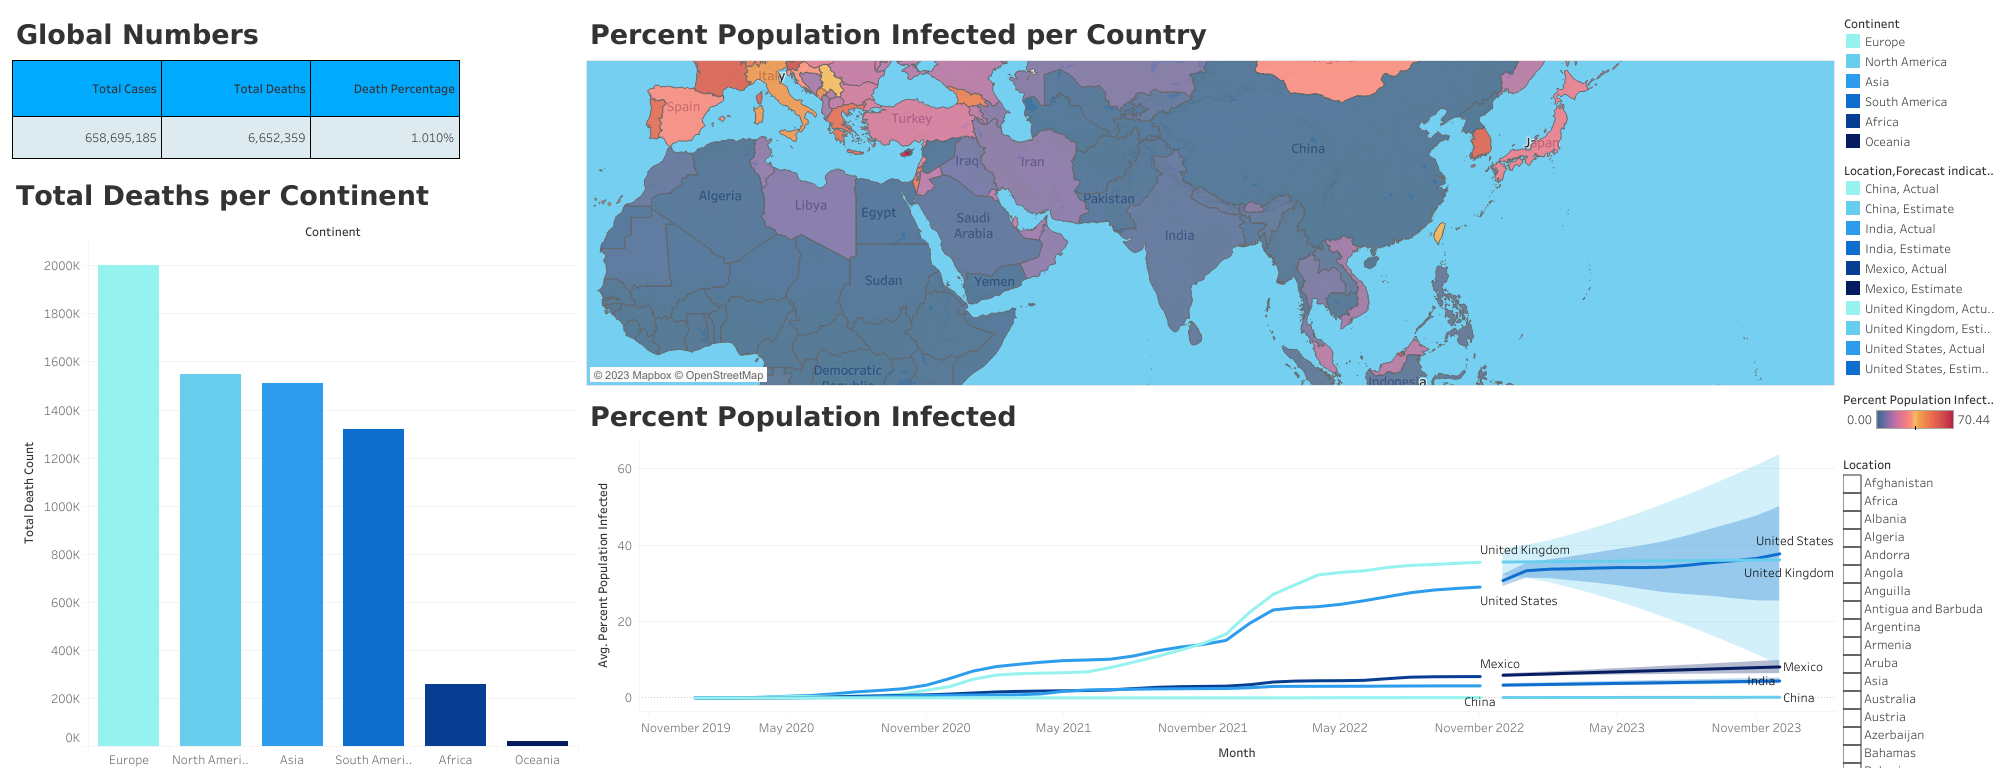 Global Numbers
Total Cases Total Deaths Death Percentage
658,695,185 6,652,359 1.010%
Total Deaths per Continent
Continent
2000K
1800K
1600K
1400K
1200K
1000K
800K
600K
400K
200K
0K
Total Death Count
Europe North Ameri.. Asia South Ameri.. Africa Oceania
Percent Population Infected per Country
Italy
Spain
Turkey
Iraq
Iran
China
Japan
Algeria
Libya
Egypt
Saudi
Arabia
Pakistan
India
Sudan
Yemen
Democratic
© 2023 Mapbox © OpenStreetMap
Percent Population Infected
60
40
20
0
Avg. Percent Population Infected
United Kingdom
United States
Mexico
China
United States
United Kingdom
Mexico
India
China
November 2019 May 2020 November 2020 May 2021 November 2021 May 2022 November 2022 May 2023 November 2023
Month
Continent
Europe
North America
Asia
South America
Africa
Oceania
Location,Forecast indicat..
China, Actual
China, Estimate
India, Actual
India, Estimate
Mexico, Actual
Mexico, Estimate
United Kingdom, Actu..
United Kingdom, Esti..
United States, Actual
United States, Estim..
Percent Population Infect..
0.00 70.44
Location
Afghanistan
Africa
Albania
Algeria
Andorra
Angola
Anguilla
Antigua and Barbuda
Argentina
Armenia
Aruba
Asia
Australia
Austria
Azerbaijan
Bahamas